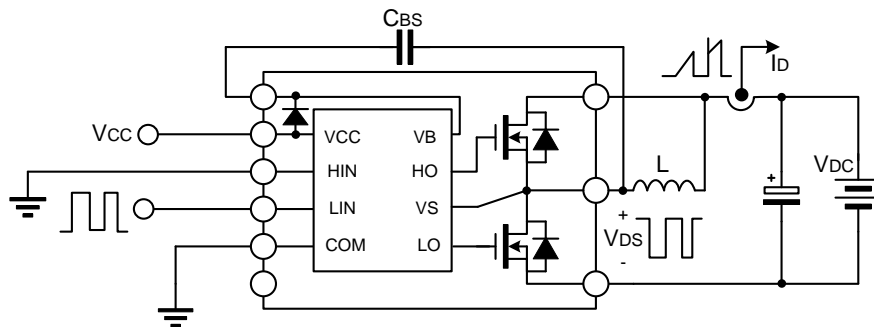 CBS
ID
VCC
VCC
VB
HIN
HO
LIN
VS
COM
LO
L
VDC
+
VDS
-
+